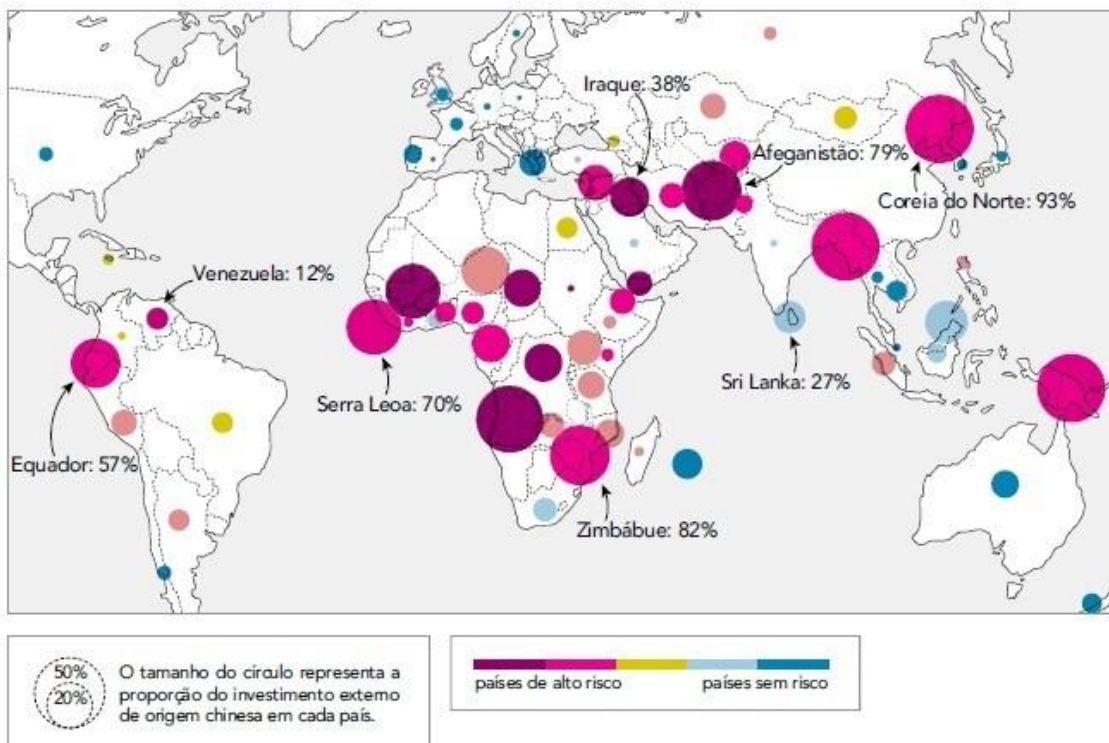 Iraque: 38%
Afeganistão: 79%
Coreia do Norte: 93%
Venezuela: 12%
Serra Leoa: 70%
Sri Lanka: 27%
Equador: 57%
Zimbábue: 82%
50%
20%
O tamanho do círculo representa a
proporção do investimento externo
de origem chinesa em cada país.
países de alto risco
países sem risco